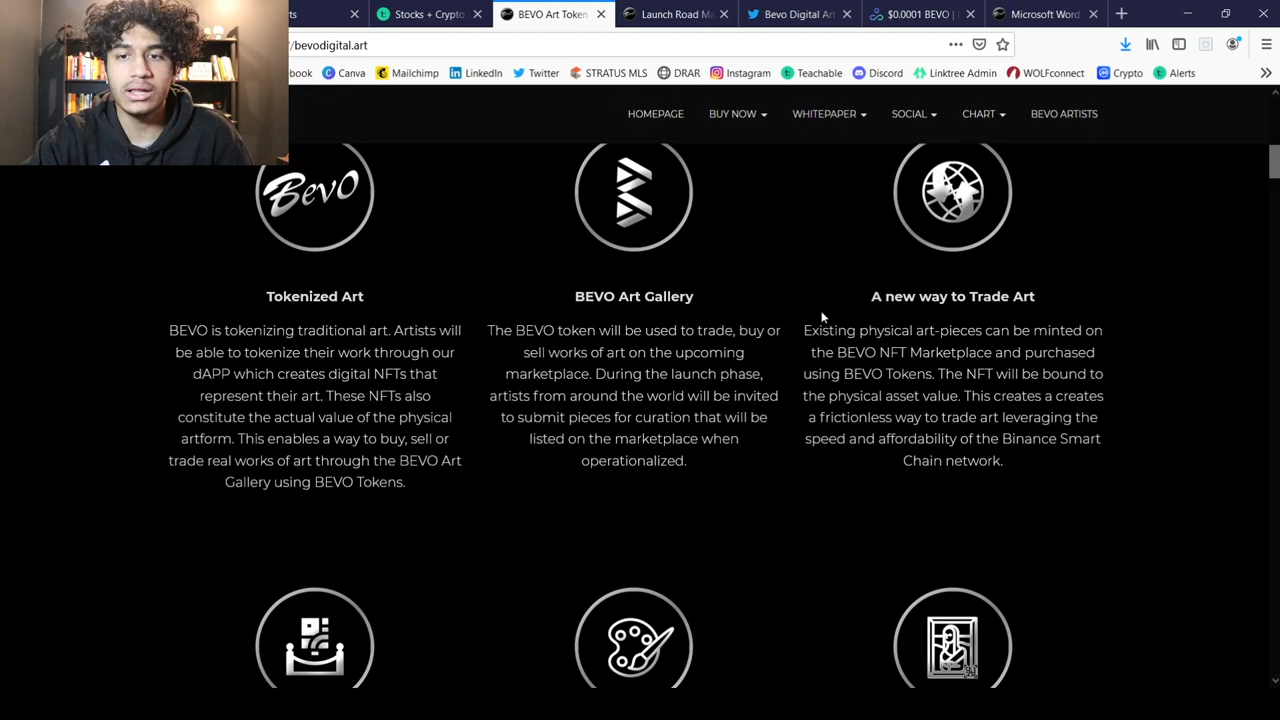 rts
Stocks + Crypto
BEVO Art Token
Launch Road Ma
Bevo Digital Art
$0.0001 BEVO |
Microsoft Word
/bevodigital.art
book
Canva
Mailchimp
LinkedIn
Twitter
STRATUS MLS
DRAR
Instagram
Teachable
Discord
Linktree Admin
WOLFconnect
Crypto
Alerts
HOMEPAGE
BUY NOW
WHITEPAPER
SOCIAL
CHART
BEVO ARTISTS
BevO
Tokenized Art
BEVO is tokenizing traditional art. Artists will
be able to tokenize their work through our
dAPP which creates digital NFTs that
represent their art. These NFTs also
constitute the actual value of the physical
artform. This enables a way to buy, sell or
trade real works of art through the BEVO Art
Gallery using BEVO Tokens.
BEVO Art Gallery
The BEVO token will be used to trade, buy or
sell works of art on the upcoming
marketplace. During the launch phase,
artists from around the world will be invited
to submit pieces for curation that will be
listed on the marketplace when
operationalized.
A new way to Trade Art
Existing physical art-pieces can be minted on
the BEVO NFT Marketplace and purchased
using BEVO Tokens. The NFT will be bound to
the physical asset value. This creates a creates
a frictionless way to trade art leveraging the
speed and affordability of the Binance Smart
Chain network.